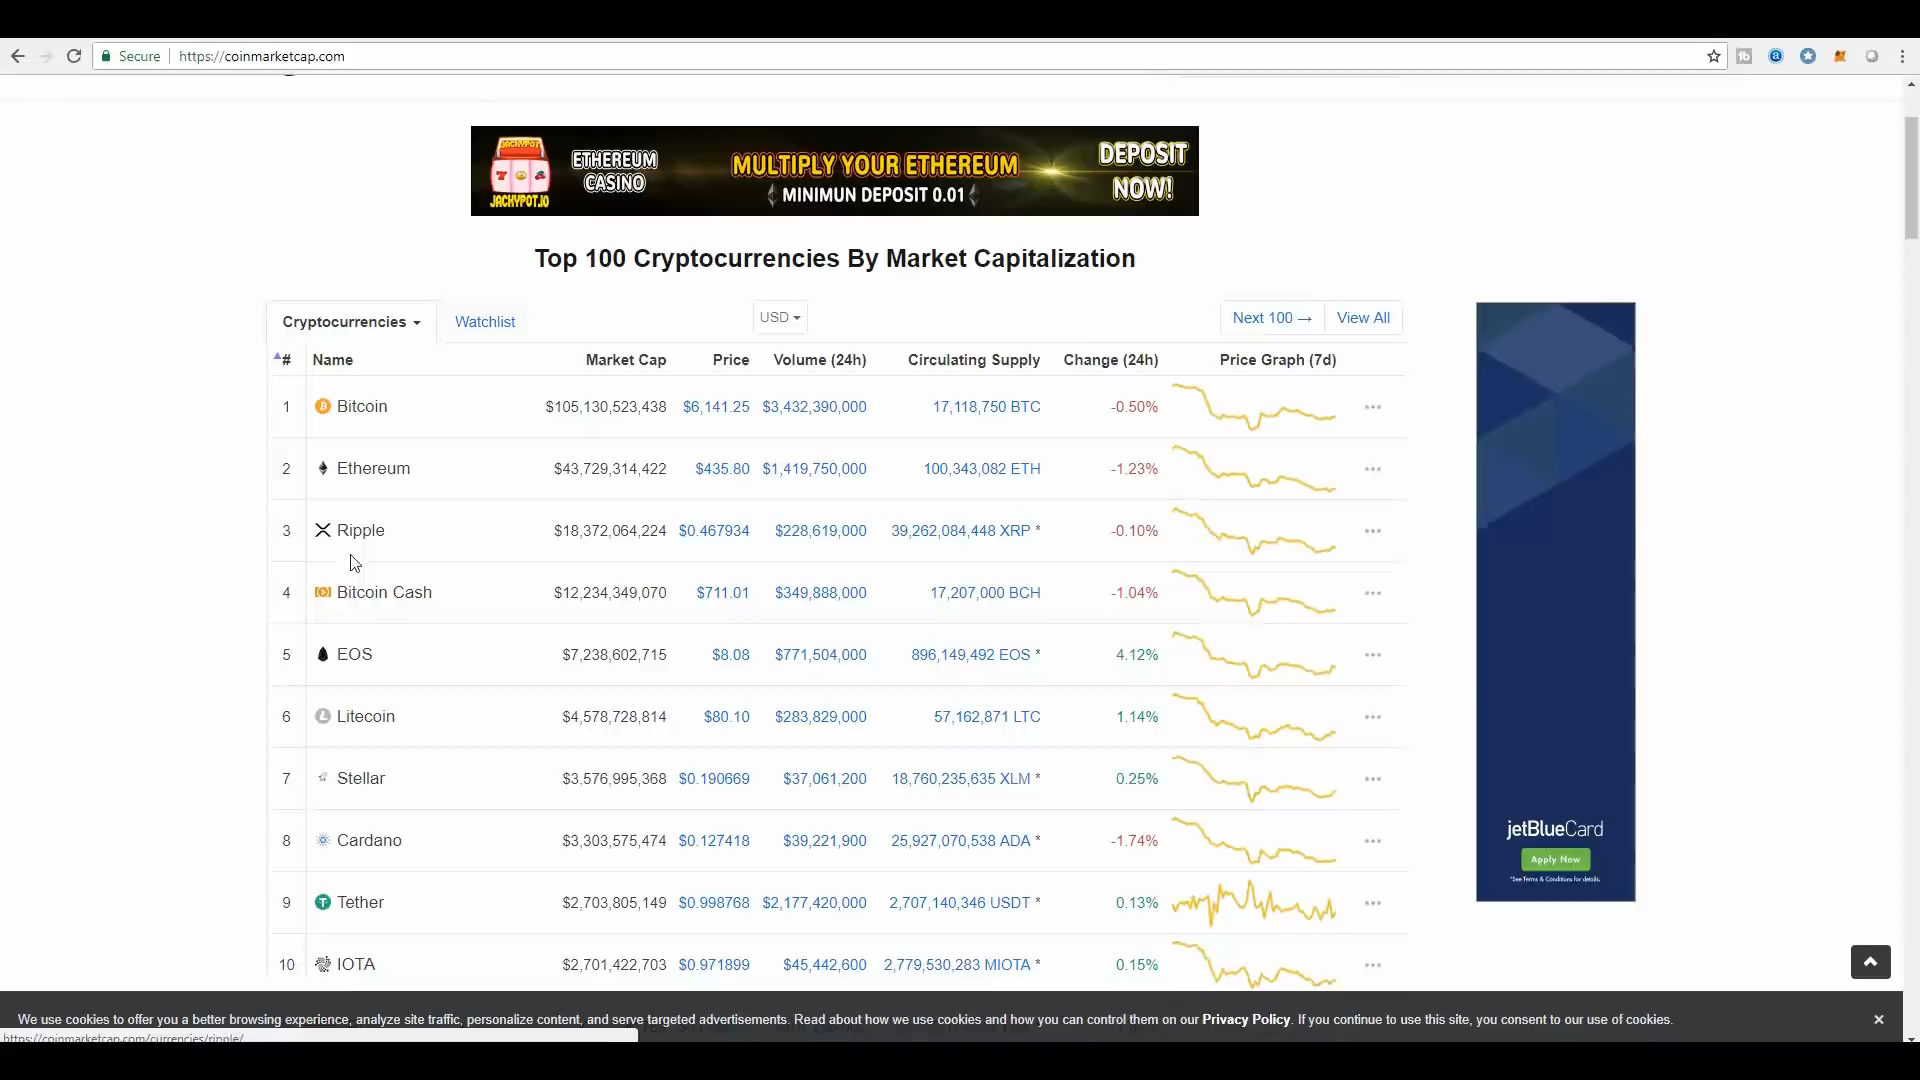 Secure https://coinmarketcap.com
JACKYPOT
JACKYPOT.IO
ETHEREUM
CASINO
MULTIPLY YOUR ETHEREUM
MINIMUN DEPOSIT 0.01
DEPOSIT
NOW!
Top 100 Cryptocurrencies By Market Capitalization
Cryptocurrencies Watchlist USD Next 100 → View All
# Name Market Cap Price Volume (24h) Circulating Supply Change (24h) Price Graph (7d)
1 Bitcoin $105,130,523,438 $6,141.25 $3,432,390,000 17,118,750 BTC -0.50%
2 Ethereum $43,729,314,422 $435.80 $1,419,750,000 100,343,082 ETH -1.23%
3 Ripple $18,372,064,224 $0.467934 $228,619,000 39,262,084,448 XRP * -0.10%
4 Bitcoin Cash $12,234,349,070 $711.01 $349,888,000 17,207,000 BCH -1.04%
5 EOS $7,238,602,715 $8.08 $771,504,000 896,149,492 EOS * 4.12%
6 Litecoin $4,578,728,814 $80.10 $283,829,000 57,162,871 LTC 1.14%
7 Stellar $3,576,995,368 $0.190669 $37,061,200 18,760,235,635 XLM * 0.25%
8 Cardano $3,303,575,474 $0.127418 $39,221,900 25,927,070,538 ADA * -1.74%
9 Tether $2,703,805,149 $0.998768 $2,177,420,000 2,707,140,346 USDT * 0.13%
10 IOTA $2,701,422,703 $0.971899 $45,442,600 2,779,530,283 MIOTA * 0.15%
jetBlueCard
Apply Now
*See Terms & Conditions for details.
We use cookies to offer you a better browsing experience, analyze site traffic, personalize content, and serve targeted advertisements. Read about how we use cookies and how you can control them on our Privacy Policy. If you continue to use this site, you consent to our use of cookies.
https://coinmarketcap.com/currencies/ripple/